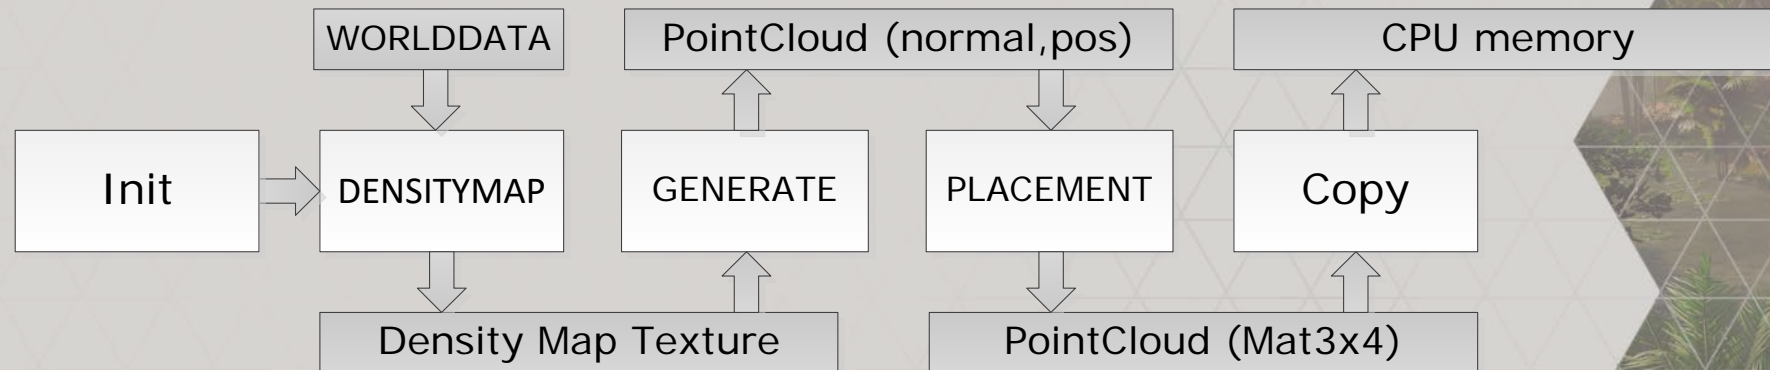 WORLDDATA
PointCloud (normal,pos)
CPU memory
Init
DENSITYMAP
GENERATE
PLACEMENT
Copy
Density Map Texture
PointCloud (Mat3x4)